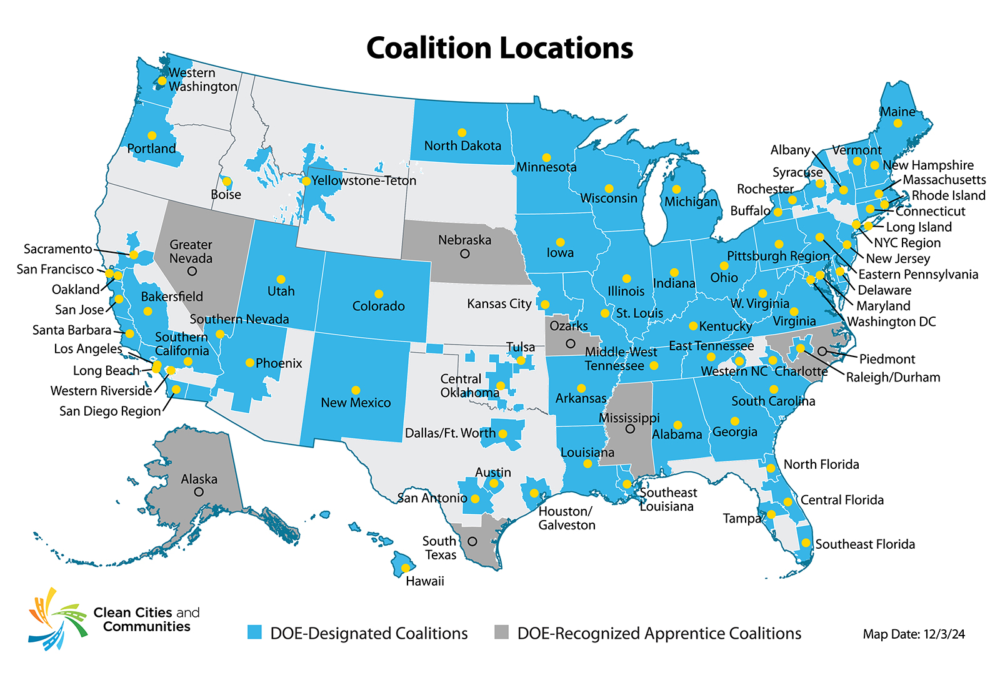 Coalition Locations
Western
Washington
Portland
Boise
Yellowstone-Teton
North Dakota
Minnesota
Wisconsin
Michigan
Maine
Albany
Vermont
New Hampshire
Syracuse
Massachusetts
Rochester
Rhode Island
Buffalo
Connecticut
Long Island
NYC Region
New Jersey
Eastern Pennsylvania
Delaware
Maryland
Washington DC
Pittsburgh Region
Ohio
Indiana
Illinois
Iowa
Nebraska
Greater
Nevada
Sacramento
San Francisco
Oakland
San Jose
Santa Barbara
Los Angeles
Long Beach
Western Riverside
San Diego Region
Bakersfield
Southern Nevada
Southern
California
Utah
Colorado
Kansas City
St. Louis
Ozarks
W. Virginia
Virginia
Kentucky
East Tennessee
Middle-West
Tennessee
Western NC
Charlotte
Piedmont
Raleigh/Durham
Phoenix
New Mexico
Tulsa
Central
Oklahoma
Arkansas
South Carolina
Mississippi
Alabama
Georgia
Dallas/Ft. Worth
Louisiana
Austin
San Antonio
Houston/
Galveston
Southeast
Louisiana
North Florida
Central Florida
Tampa
Southeast Florida
South
Texas
Alaska
Hawaii
Clean Cities and
Communities
DOE-Designated Coalitions
DOE-Recognized Apprentice Coalitions
Map Date: 12/3/24